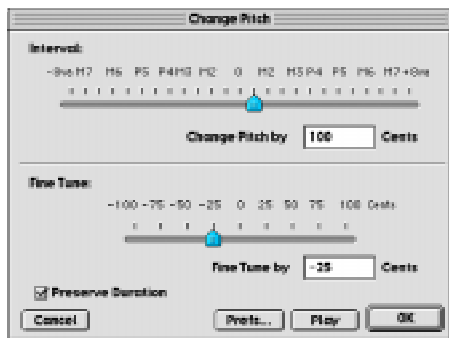 Change Pitch
Interval:
-8va M7 M6 P5 P4 M3 M2 0 M2 M3 P4 P5 M6 M7 +8va
Change Pitch by 100 Cents
Fine Tune:
-100 -75 -50 -25 0 25 50 75 100 Cents
Fine Tune by -25 Cents
Preserve Duration
Cancel Prefs... Play OK